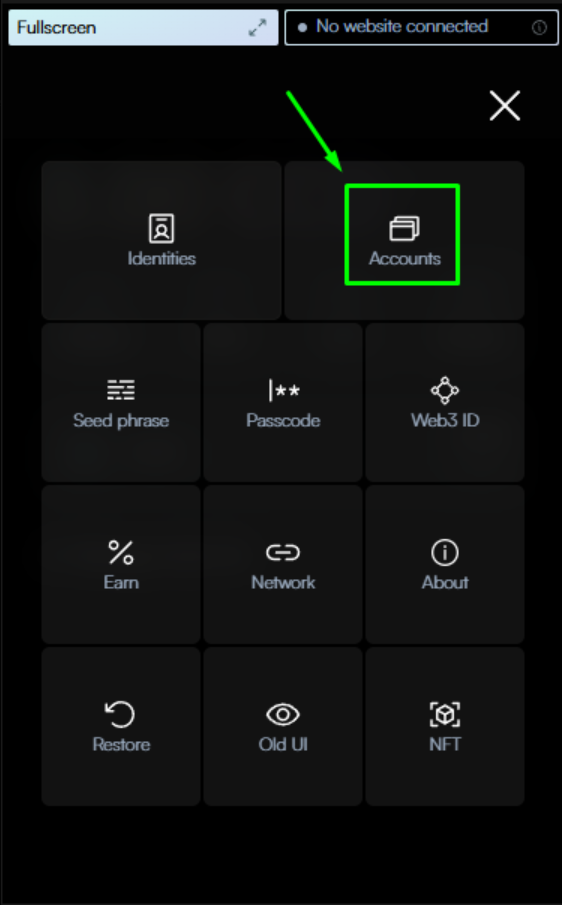 Fullscreen
No website connected
Identities
Accounts
Seed phrase
Passcode
Web3 ID
Earn
Network
About
Restore
Old UI
NFT